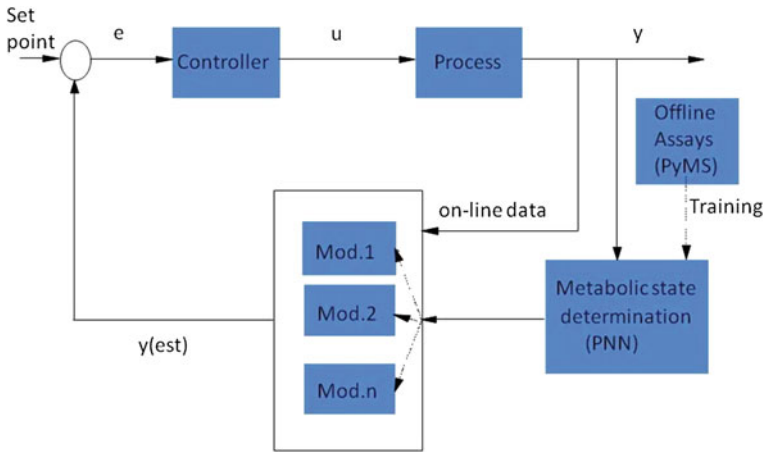 Set
point
e
Controller
u
Process
y
Offline
Assays
(PyMS)
Training
on-line data
Mod.1
Mod.2
Mod.n
Metabolic state
determination
(PNN)
y(est)